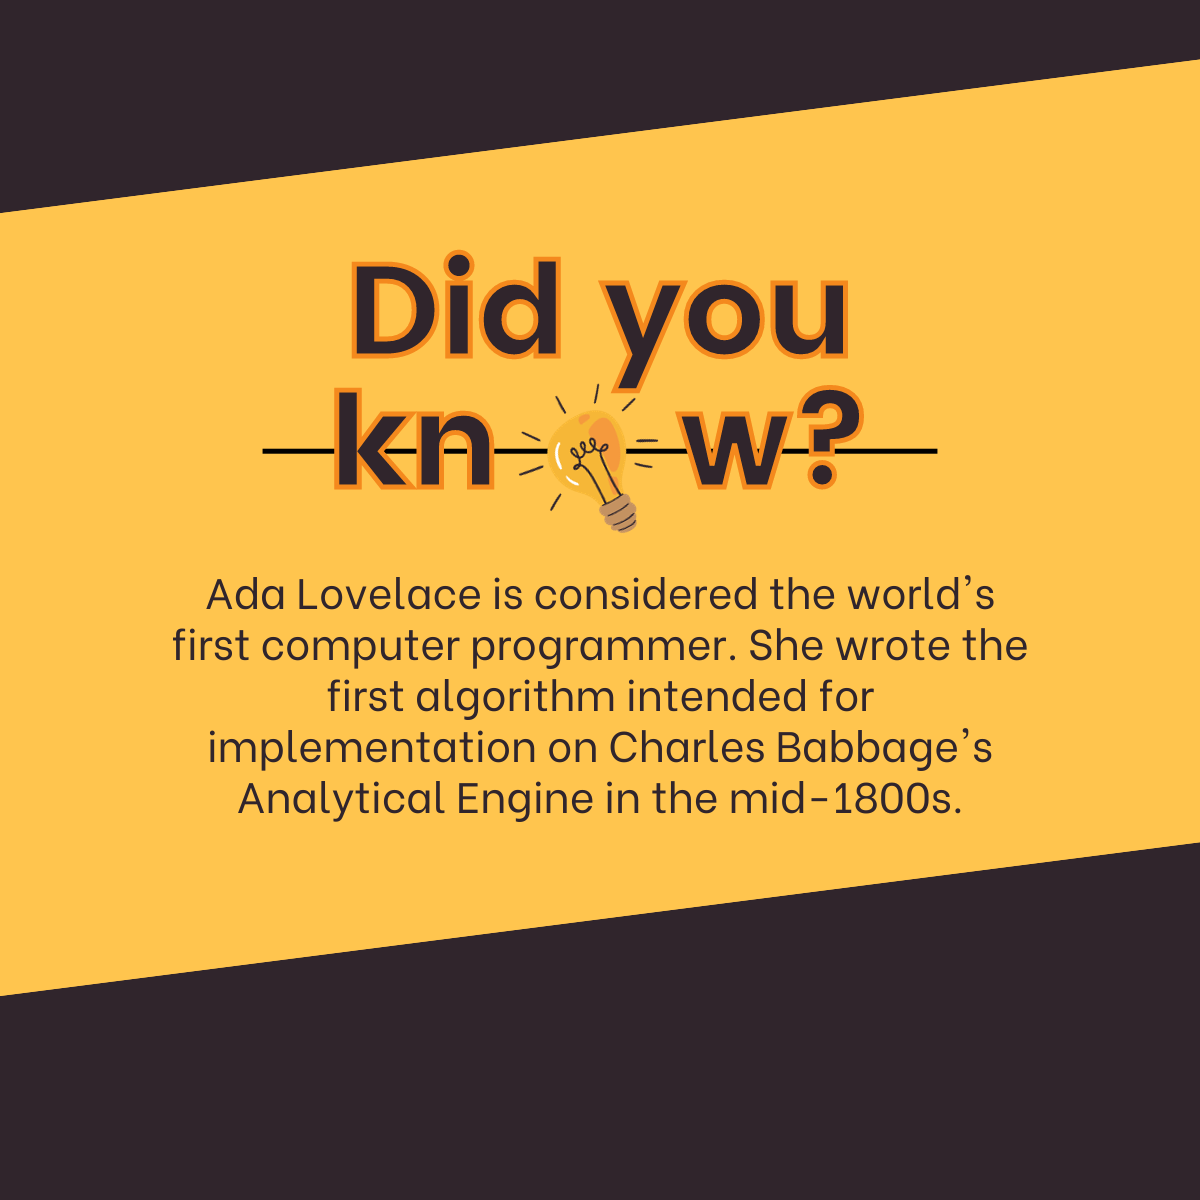 Did you
kn w?
Ada Lovelace is considered the world's
first computer programmer. She wrote the
first algorithm intended for
implementation on Charles Babbage's
Analytical Engine in the mid-1800s.